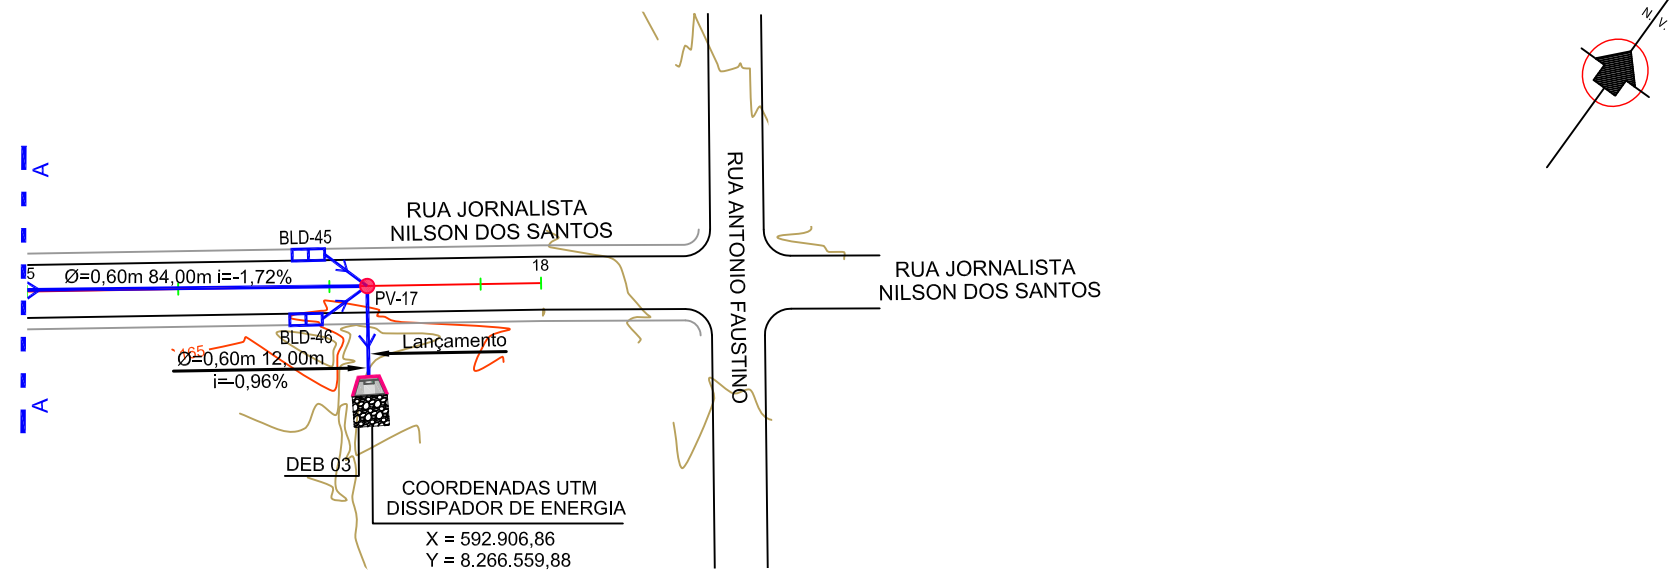 N. V.
A
RUA JORNALISTA
NILSON DOS SANTOS
BLD-45
RUA ANTONIO FAUSTINO
5
Ø=0,60m 84,00m i=-1,72%
18
RUA JORNALISTA
NILSON DOS SANTOS
PV-17
BLD-46
Lançamento
165
Ø=0,60m 12,00m
i=-0,96%
A
DEB 03
COORDENADAS UTM
DISSIPADOR DE ENERGIA
X = 592.906,86
Y = 8.266.559,88